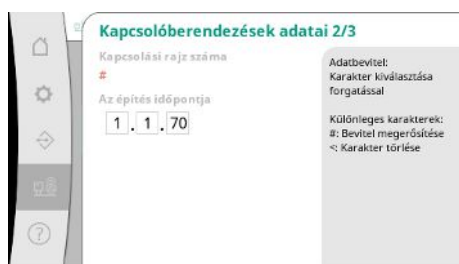 Kapcsolóberendezések adatai 2/3
Kapcsolási rajz száma
#
Az építés időpontja
1 . 1 . 70
Adatbevitel:
Karakter kiválasztása
forgatással
Különleges karakterek:
#: Bevitel megerősítése
<: Karakter törlése
?